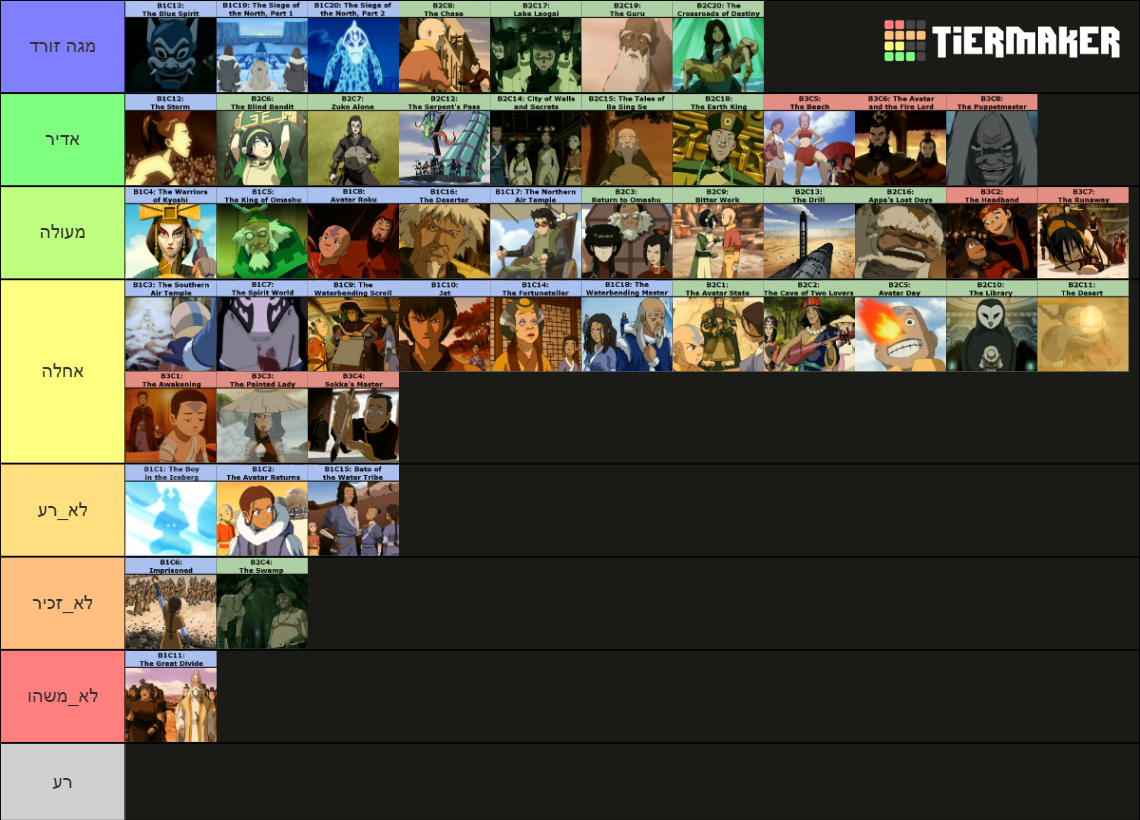 מגה זורד
B1C13:
The Blue Spirit
B1C19: The Siege of
the North, Part 1
B1C20: The Siege of
the North, Part 2
B2C8:
The Chase
B2C17:
Lake Laogai
B2C19:
The Guru
B2C20: The
Crossroads of Destiny
TiERMAKER
אדיר
B1C12:
The Storm
B2C6:
The Blind Bandit
B2C7:
Zuko Alone
B2C12:
The Serpent's Pass
B2C14: City of Walls
and Secrets
B2C15: The Tales of
Ba Sing Se
B2C18:
The Earth King
B3C5:
The Beach
B3C6: The Avatar
and the Fire Lord
B3C8:
The Puppetmaster
מעולה
B1C4: The Warriors
of Kyoshi
B1C5:
The King of Omashu
B1C8:
Avatar Roku
B1C16:
The Deserter
B1C17: The Northern
Air Temple
B2C3:
Return to Omashu
B2C9:
Bitter Work
B2C13:
The Drill
B2C16:
Appa's Lost Days
B3C2:
The Headband
B3C7:
The Runaway
אחלה
B1C3: The Southern
Air Temple
B1C7:
The Spirit World
B1C9: The
Waterbending Scroll
B1C10:
Jet
B1C14:
The Fortuneteller
B1C18: The
Waterbending Master
B2C1:
The Avatar State
B2C2:
The Cave of Two Lovers
B2C5:
Avatar Day
B2C10:
The Library
B2C11:
The Desert
B3C1:
The Awakening
B3C3:
The Painted Lady
B3C4:
Sokka's Master
לא_רע
B1C1: The Boy
in the Iceberg
B1C2:
The Avatar Returns
B1C15: Bato of
the Water Tribe
לא_זכיר
B1C6:
Imprisoned
B2C4:
The Swamp
לא_משהו
B1C11:
The Great Divide
רע